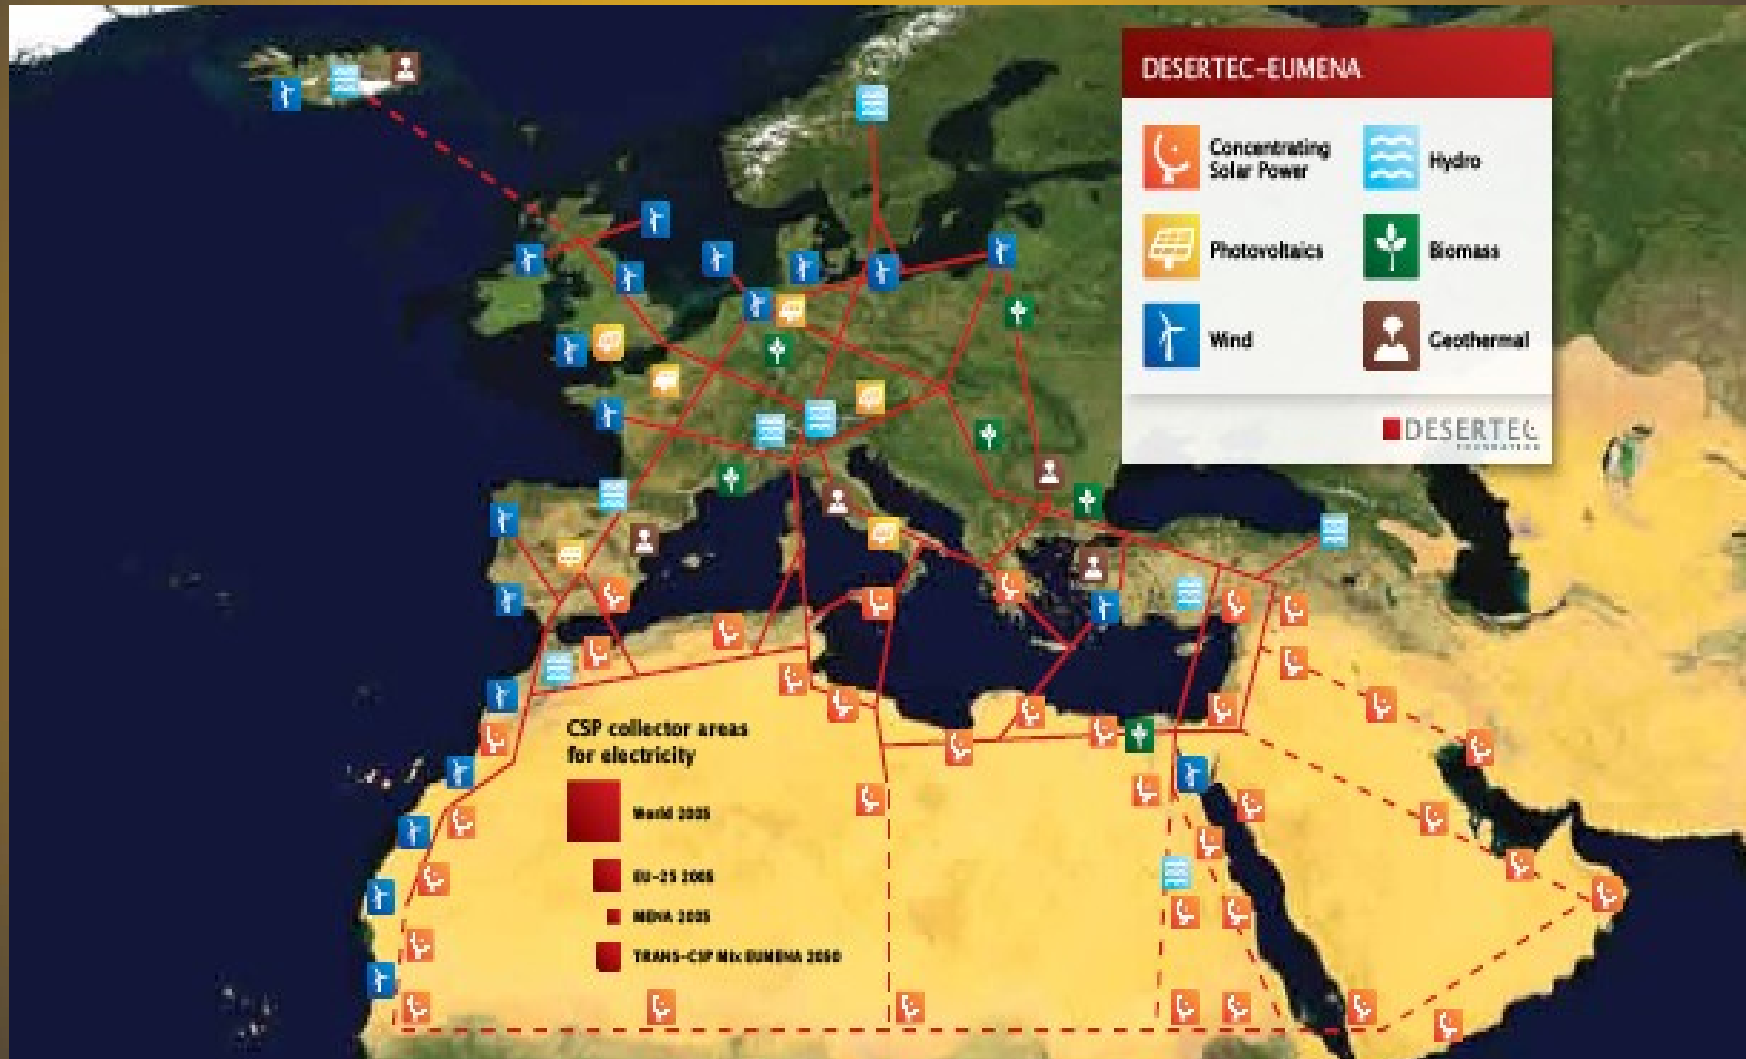 DESERTEC-EUMENA
Concentrating
Solar Power
Hydro
Photovoltaics
Biomass
Wind
Geothermal
DESERTEC
FOUNDATION
CSP collector areas
for electricity
World 2005
EU-25 2005
MENA 2005
TRANS-CSP Mix EUMENA 2050